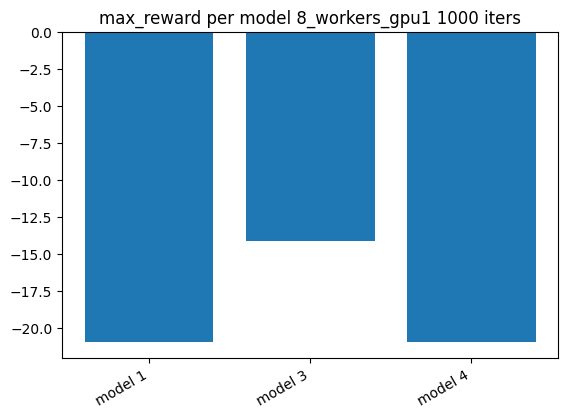 max_reward per model 8_workers_gpu1 1000 iters
0.0
−2.5
−5.0
−7.5
−10.0
−12.5
−15.0
−17.5
−20.0
model 1
model 3
model 4